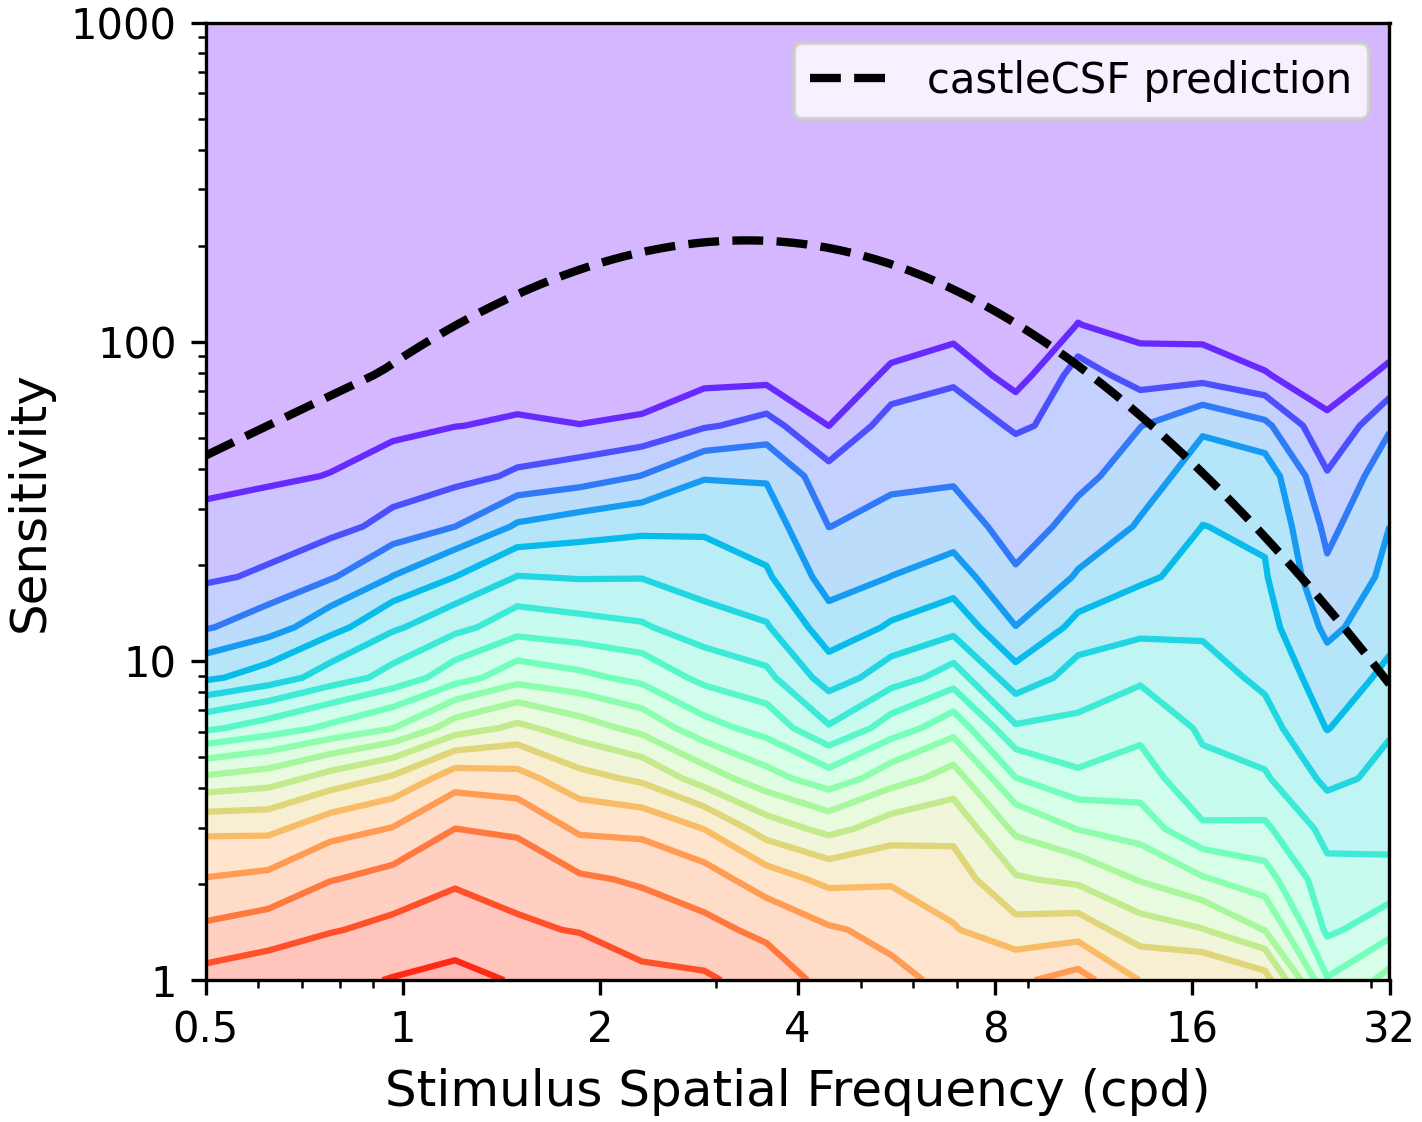 1000
100
10
1
Sensitivity
castleCSF prediction
0.5 1 2 4 8 16 32
Stimulus Spatial Frequency (cpd)